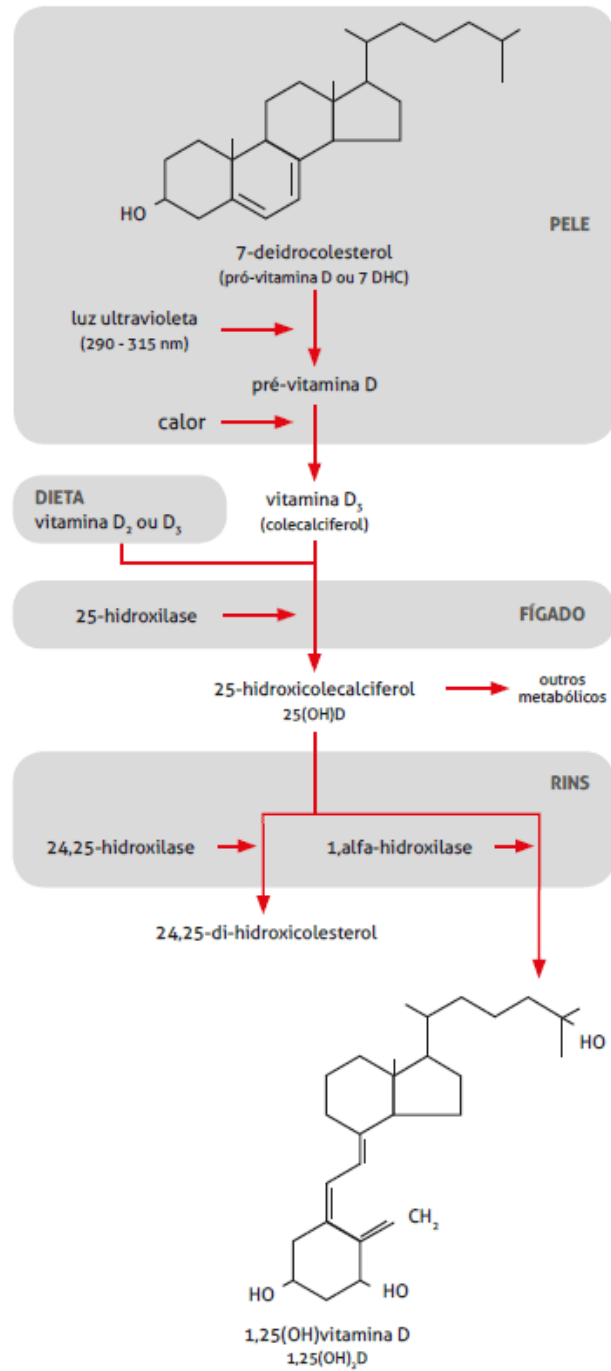 HO
PELE
7-deidrocolesterol
(pró-vitamina D ou 7 DHC)
luz ultravioleta
(290 - 315 nm)
pré-vitamina D
calor
DIETA
vitamina D₂ ou D₃
vitamina D₃
(colecalciferol)
25-hidroxilase
FÍGADO
25-hidroxicolecalciferol
25(OH)D
outros
metabólicos
RINS
24,25-hidroxilase
1,alfa-hidroxilase
24,25-di-hidroxicolesterol
HO
CH₂
HO
HO
1,25(OH)vitamina D
1,25(OH)₂D